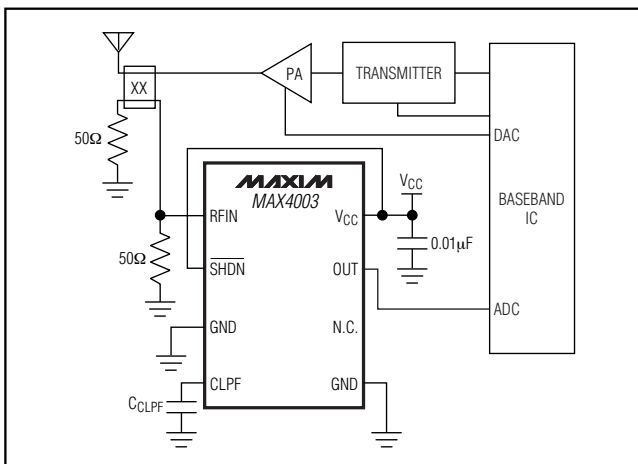 PA
TRANSMITTER
XX
50Ω
DAC
MAXIM
MAX4003
VCC
BASEBAND
IC
RFIN
VCC
0.01µF
50Ω
SHDN
OUT
GND
N.C.
ADC
CLPF
GND
CCLPF